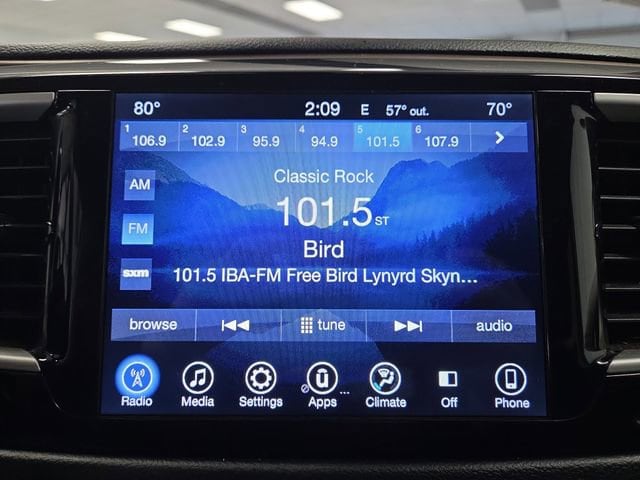 80° 2:09 E 57° out. 70°
1 106.9 2 102.9 3 95.9 4 94.9 5 101.5 6 107.9
Classic Rock
AM
101.5 ST
FM
Bird
sxm
101.5 IBA-FM Free Bird Lynyrd Skyn...
browse tune audio
Radio Media Settings Apps ... Climate Off Phone